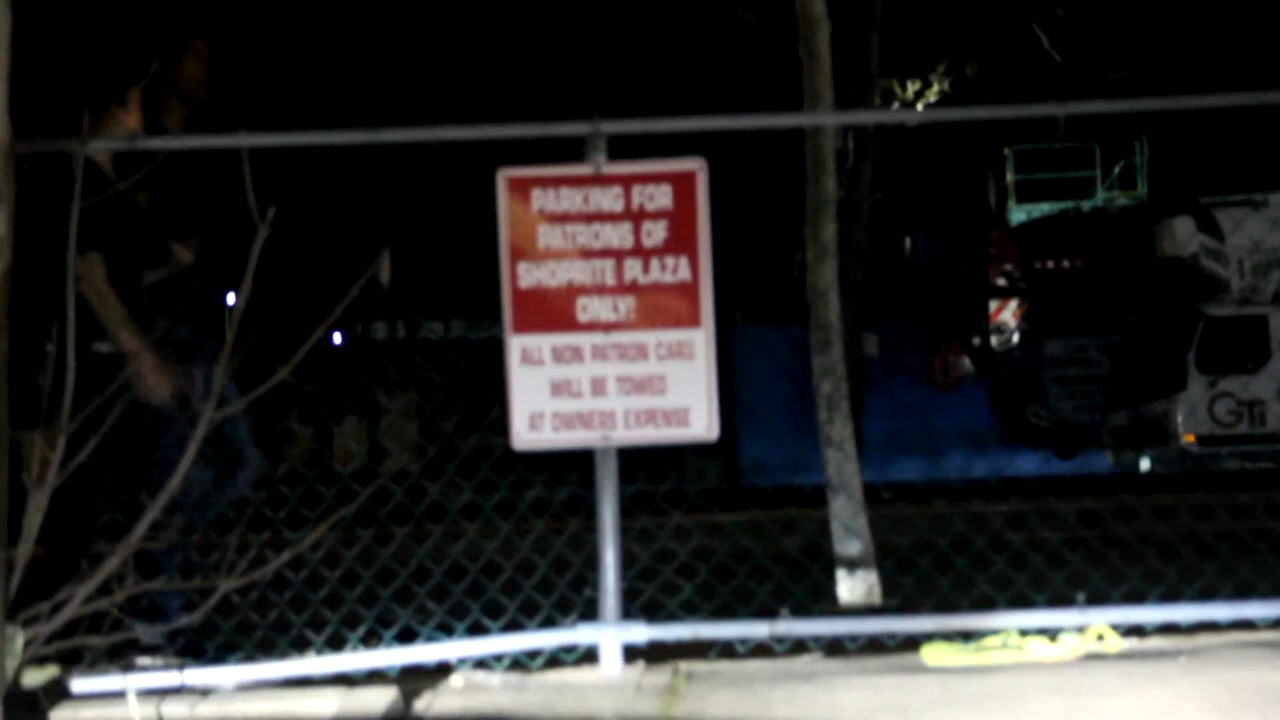 PARKING FOR
PATRONS OF
SHOPRITE PLAZA
ONLY!
ALL NON PATRON CARS
WILL BE TOWED
AT OWNERS EXPENSE
GTi